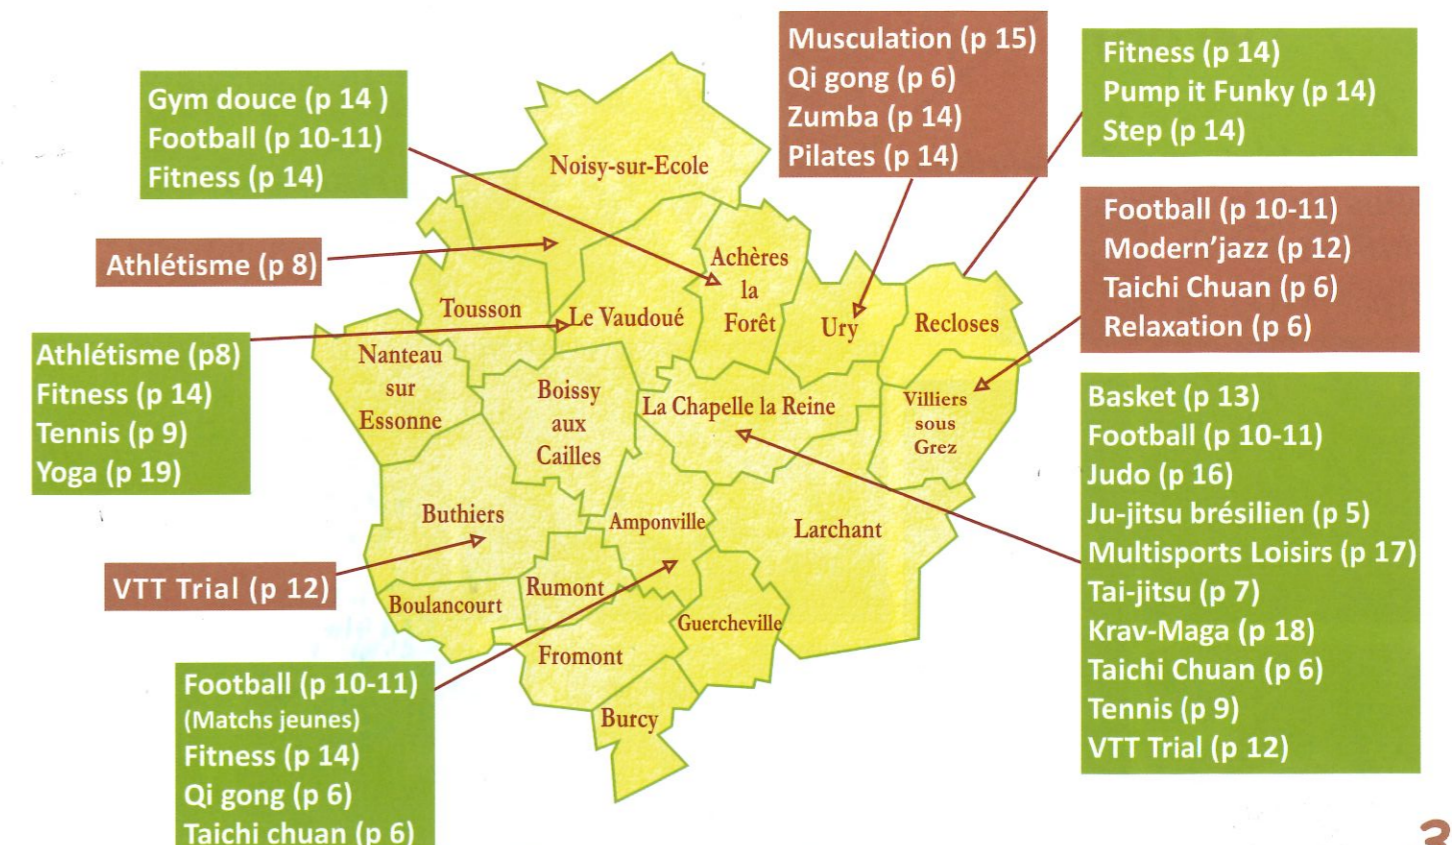 Gym douce (p 14 )
Football (p 10-11)
Fitness (p 14)
Musculation (p 15)
Qi gong (p 6)
Zumba (p 14)
Pilates (p 14)
Fitness (p 14)
Pump it Funky (p 14)
Step (p 14)
Athlétisme (p 8)
Football (p 10-11)
Modern’jazz (p 12)
Taichi Chuan (p 6)
Relaxation (p 6)
Athlétisme (p8)
Fitness (p 14)
Tennis (p 9)
Yoga (p 19)
Basket (p 13)
Football (p 10-11)
Judo (p 16)
Ju-jitsu brésilien (p 5)
Multisports Loisirs (p 17)
Tai-jitsu (p 7)
Krav-Maga (p 18)
Taichi Chuan (p 6)
Tennis (p 9)
VTT Trial (p 12)
VTT Trial (p 12)
Football (p 10-11)
(Matchs jeunes)
Fitness (p 14)
Qi gong (p 6)
Taichi chuan (p 6)
Noisy-sur-Ecole
Achères
la
Forêt
Tousson
Le Vaudoué
Ury
Recloses
Nanteau
sur
Essonne
Boissy
aux
Cailles
La Chapelle la Reine
Villiers
sous
Grez
Buthiers
Amponville
Larchant
Boulancourt
Rumont
Guercheville
Fromont
Burcy
3